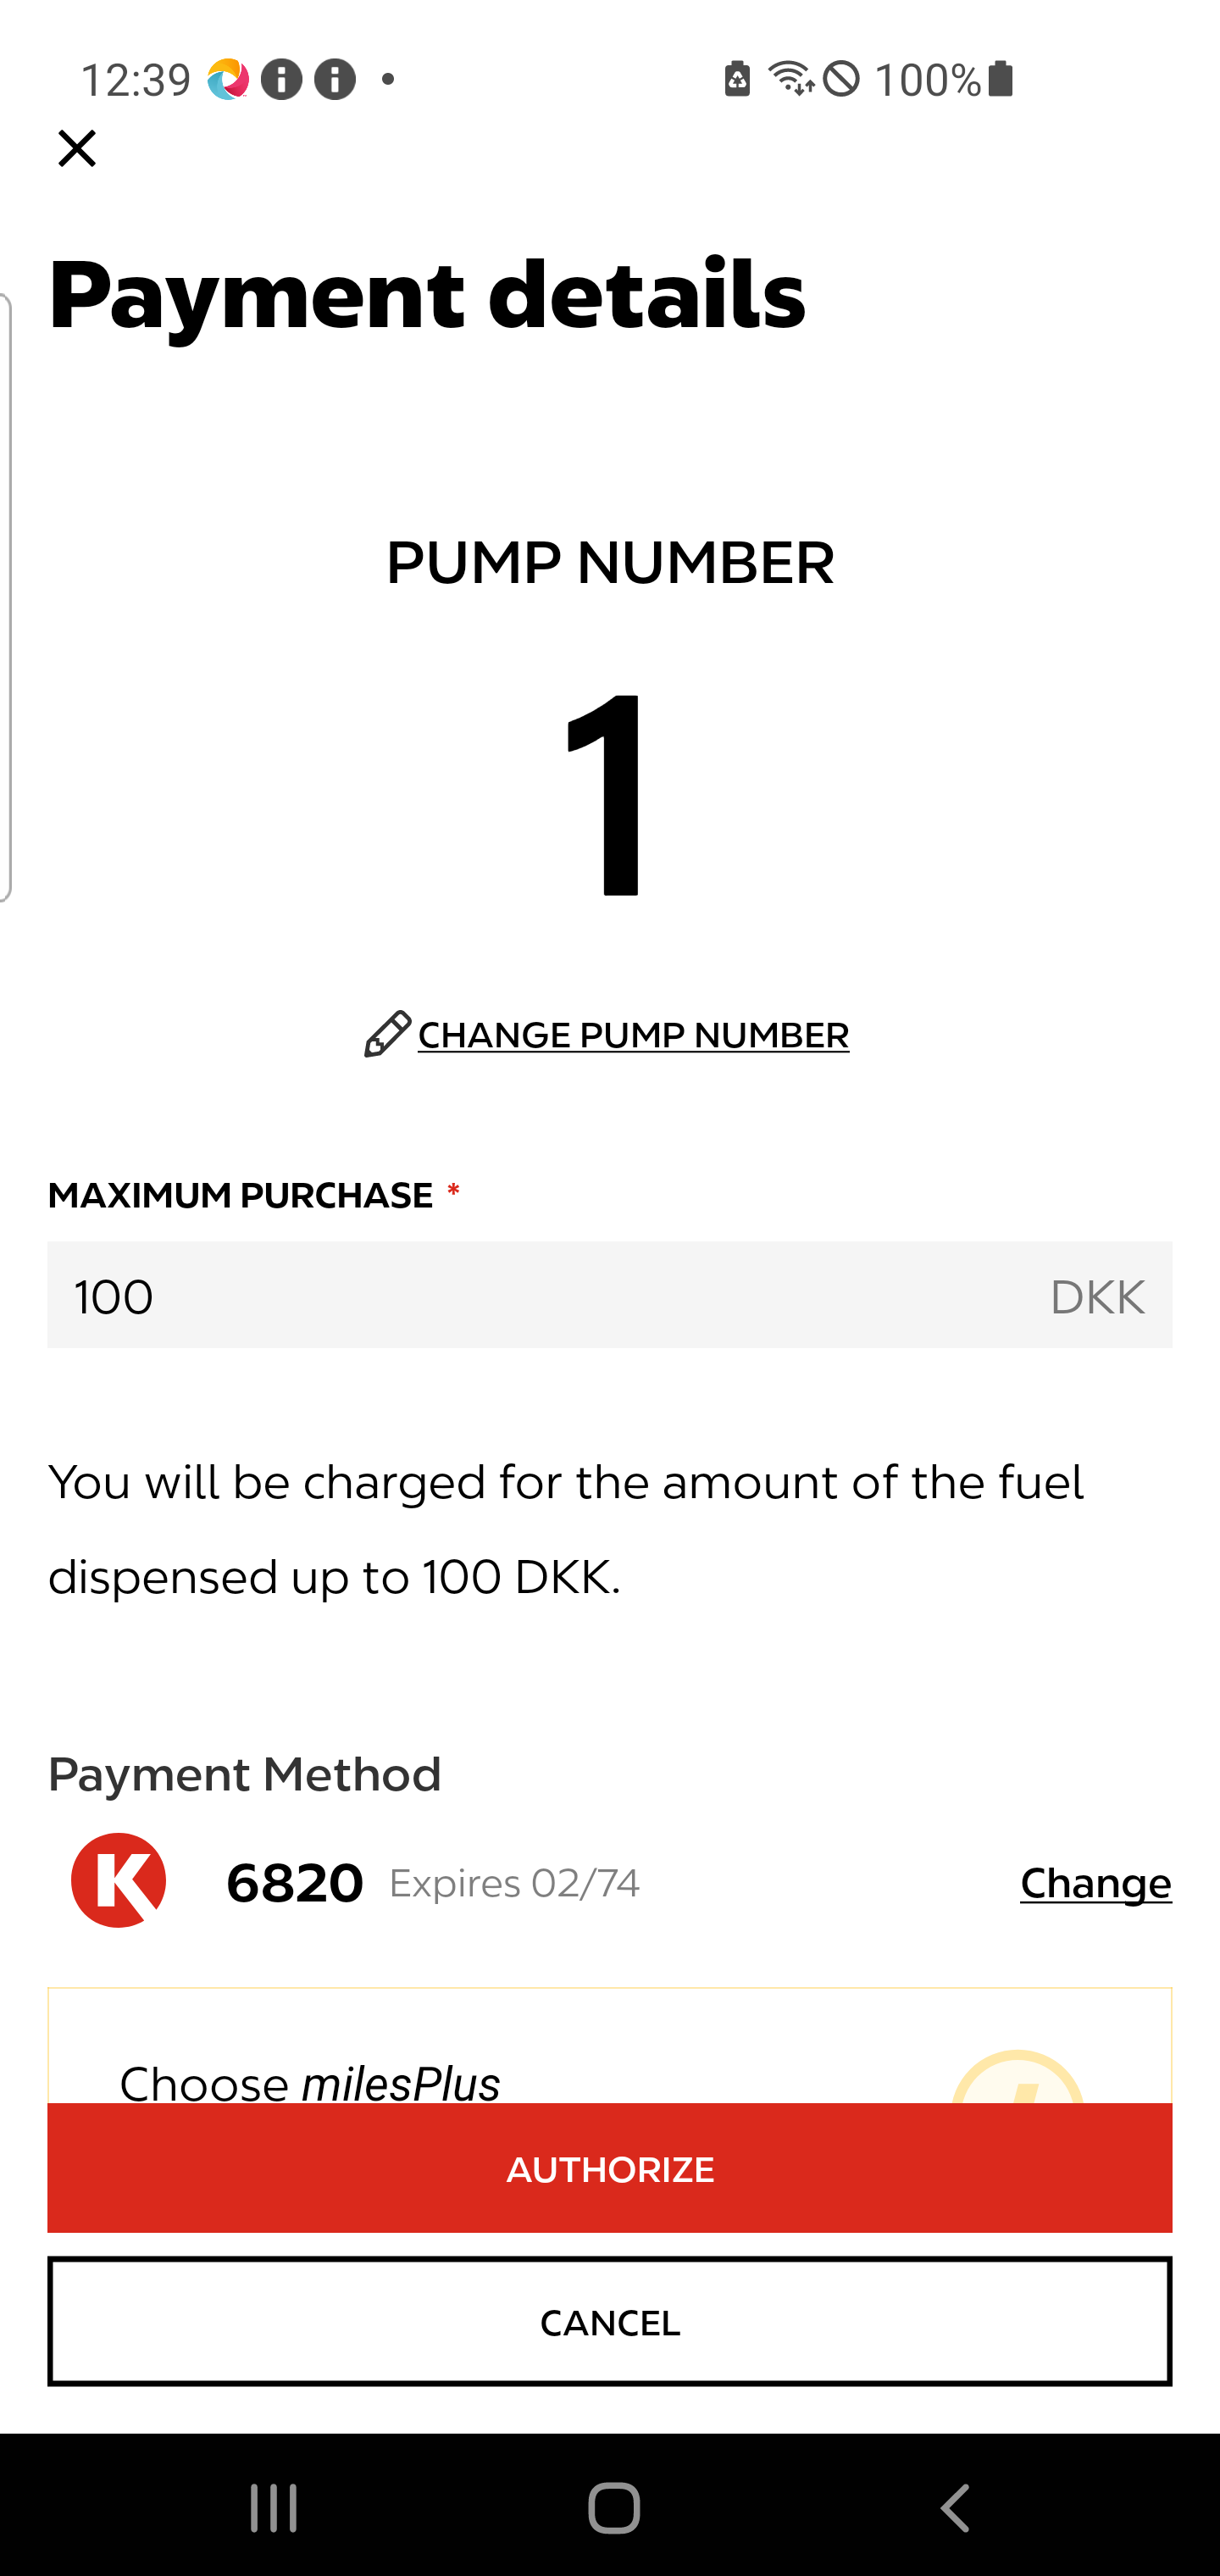 12:39
100%
Payment details
PUMP NUMBER
1
CHANGE PUMP NUMBER
MAXIMUM PURCHASE *
100 DKK
You will be charged for the amount of the fuel
dispensed up to 100 DKK.
Payment Method
K 6820 Expires 02/74 Change
Choose milesPlus
AUTHORIZE
CANCEL